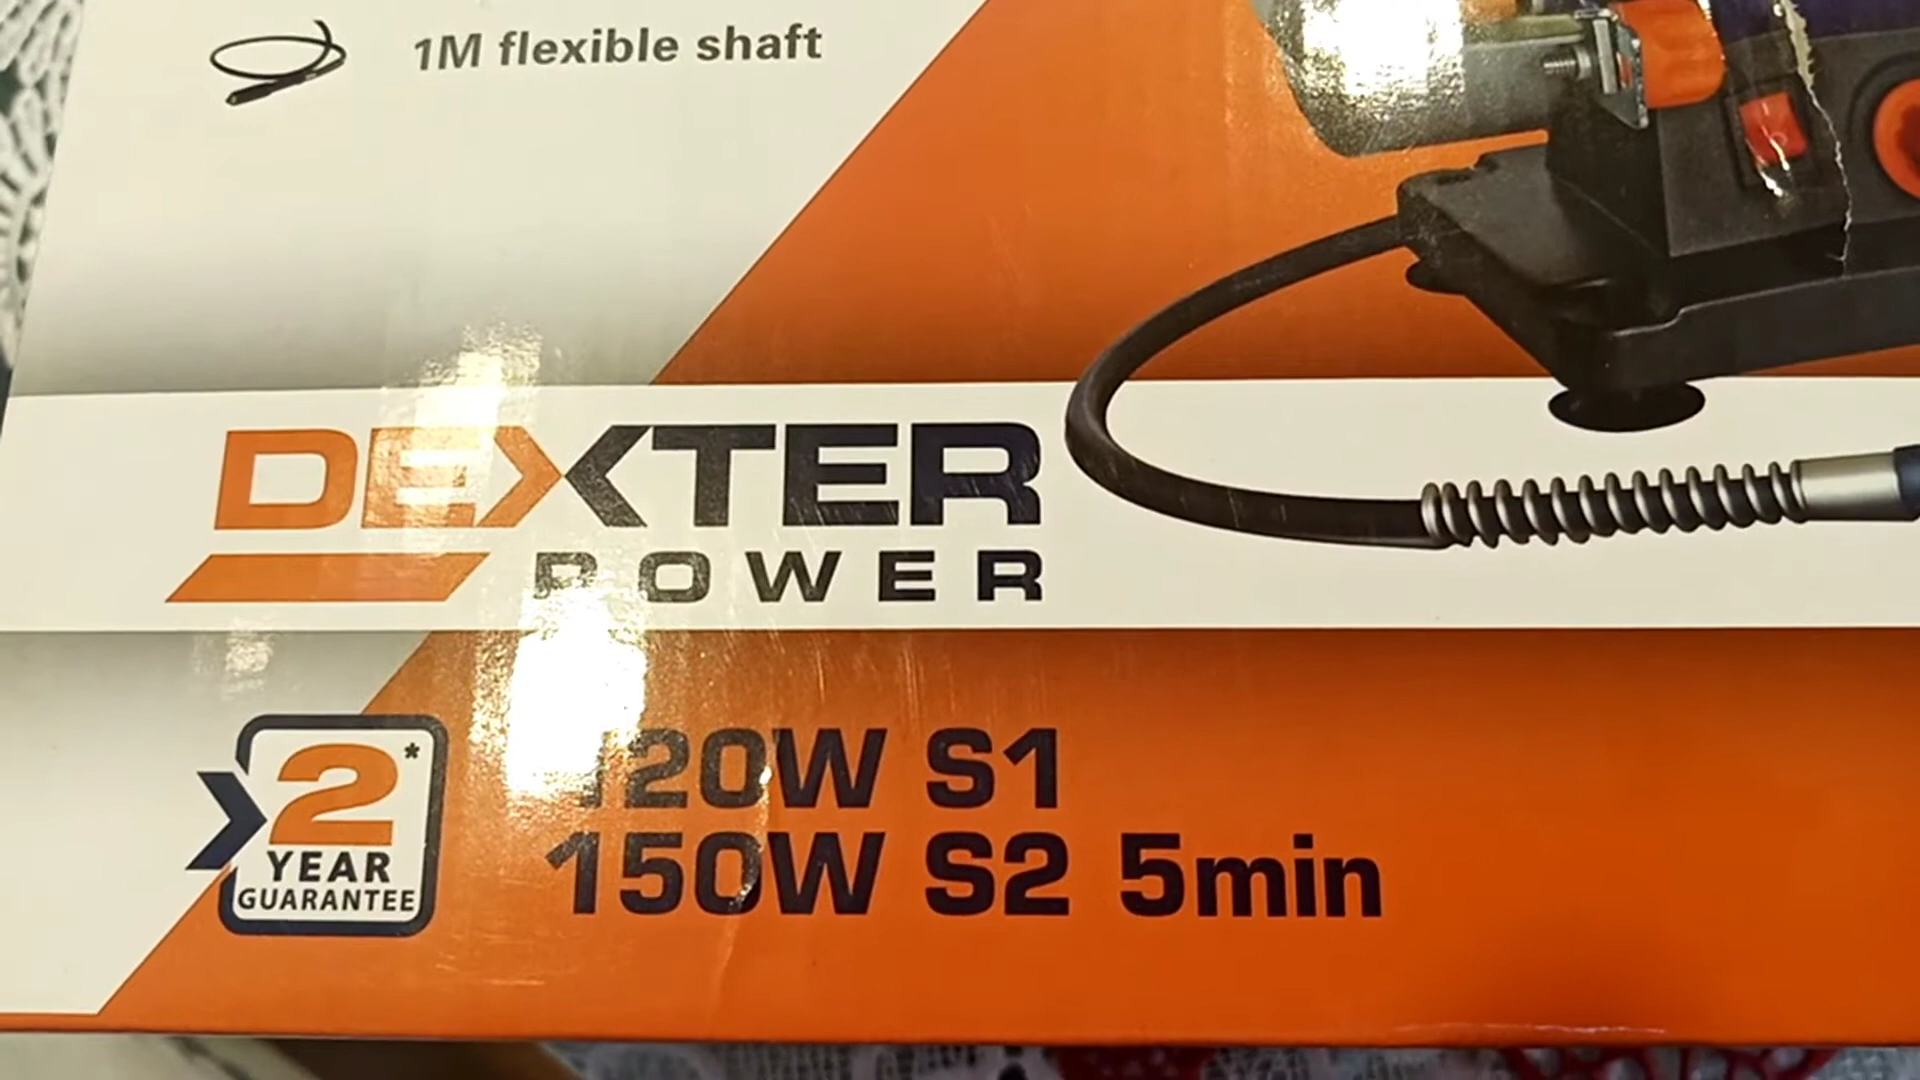 1M flexible shaft
DEXTER
POWER
2*
YEAR
GUARANTEE
120W S1
150W S2 5min